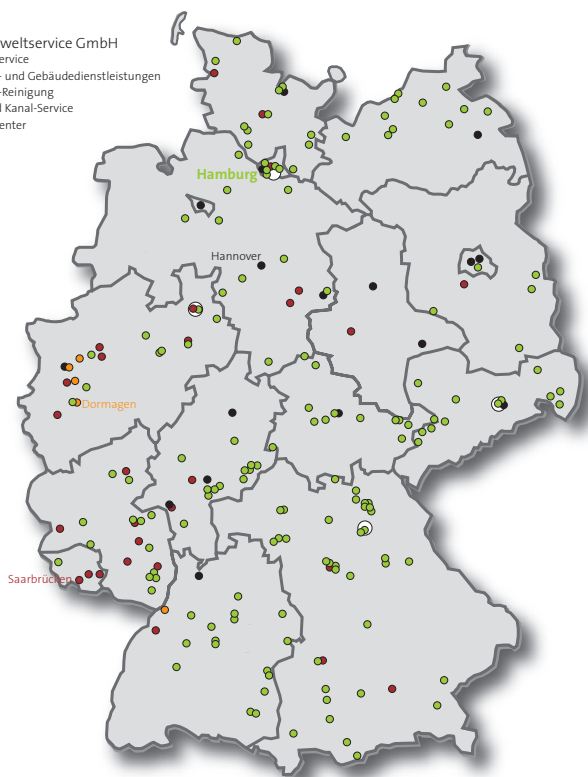 weltservice GmbH
ervice
- und Gebäudedienstleistungen
-Reinigung
d Kanal-Service
enter
Hamburg
Hannover
Dormagen
Saarbrücken